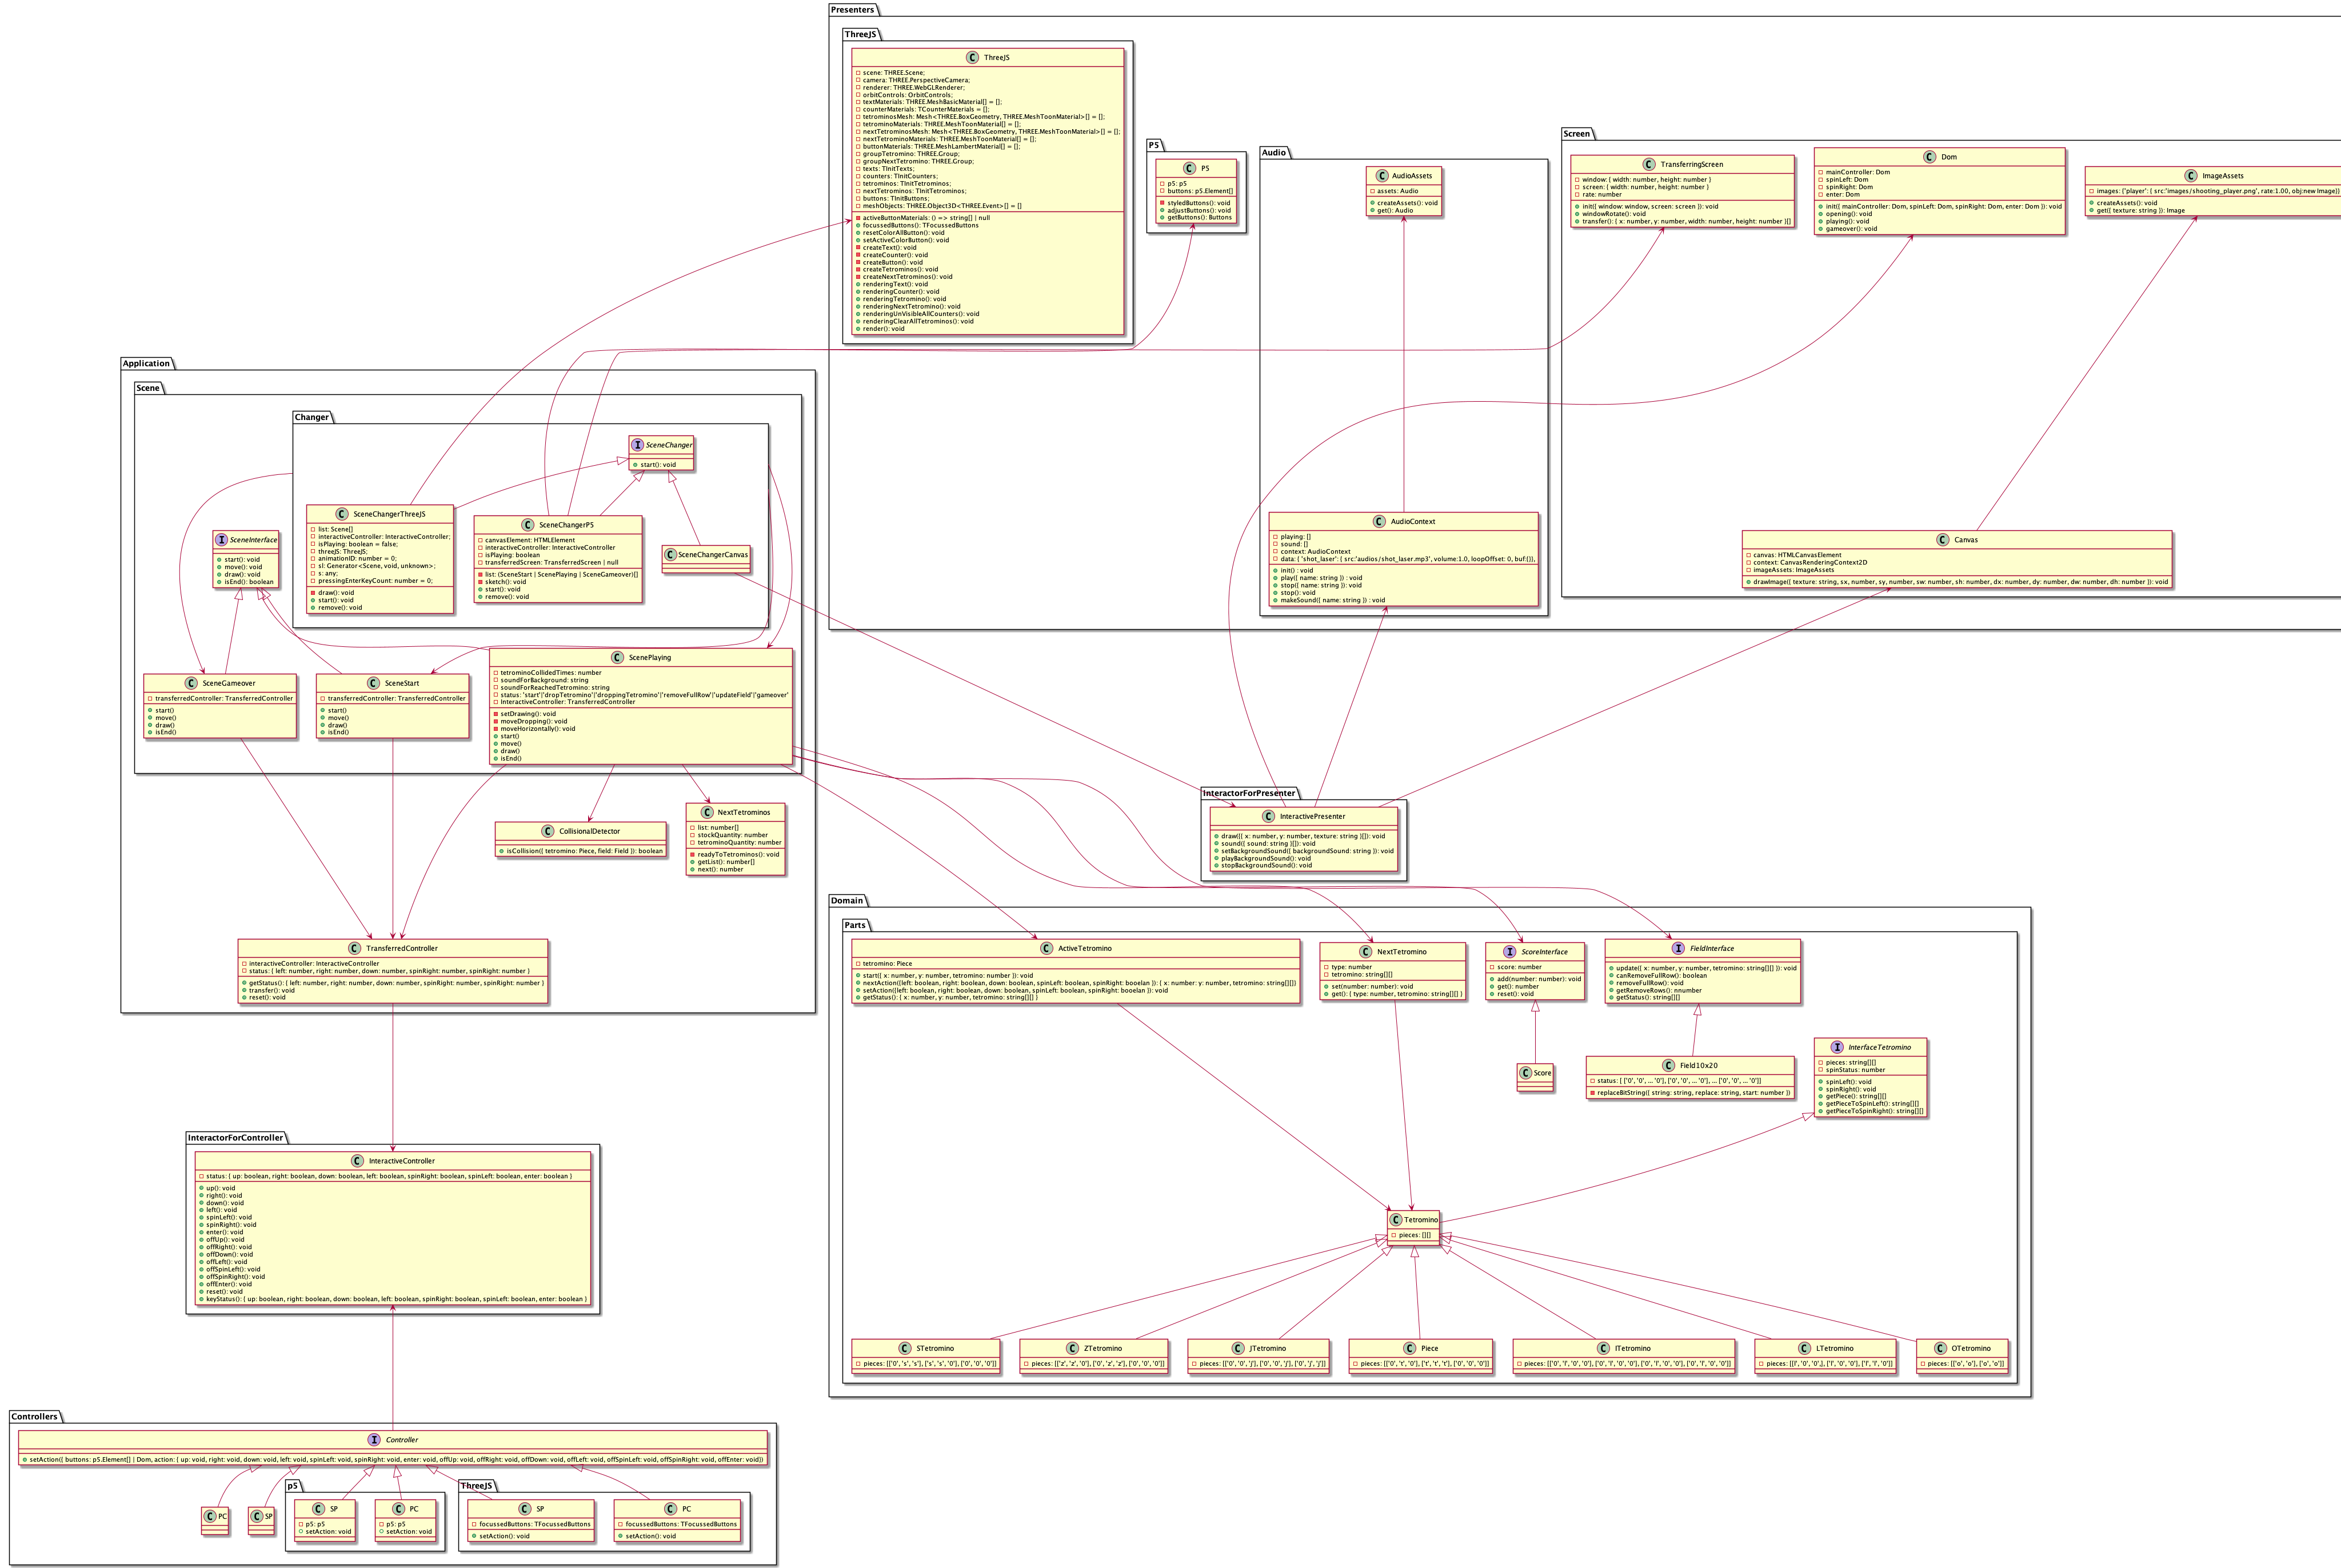 Presenters
ThreeJS
ThreeJS
scene: THREE.Scene;
camera: THREE.PerspectiveCamera;
renderer: THREE.WebGLRenderer;
orbitControls: OrbitControls;
textMaterials: THREE.MeshBasicMaterial[] = [];
counterMaterials: TCounterMaterials = [];
tetrominosMesh: Mesh<THREE.BoxGeometry, THREE.MeshToonMaterial>[] = [];
tetrominoMaterials: THREE.MeshToonMaterial[] = [];
nextTetrominosMesh: Mesh<THREE.BoxGeometry, THREE.MeshToonMaterial>[] = [];
nextTetrominoMaterials: THREE.MeshToonMaterial[] = [];
buttonMaterials: THREE.MeshLambertMaterial[] = [];
groupTetromino: THREE.Group;
groupNextTetromino: THREE.Group;
texts: TInitTexts;
counters: TInitCounters;
tetrominos: TInitTetrominos;
nextTetrominos: TInitTetrominos;
buttons: TInitButtons;
meshObjects: THREE.Object3D<THREE.Event>[] = []
activeButtonMaterials: () => string[] | null
focussedButtons(): TFocussedButtons
resetColorAllButton(): void
setActiveColorButton(): void
createText(): void
createCounter(): void
createButton(): void
createTetrominos(): void
createNextTetrominos(): void
renderingText(): void
renderingCounter(): void
renderingTetromino(): void
renderingNextTetromino(): void
renderingUnVisibleAllCounters(): void
renderingClearAllTetrominos(): void
render(): void
P5
P5
p5: p5
buttons: p5.Element[]
styledButtons(): void
adjustButtons(): void
getButtons(): Buttons
Audio
AudioAssets
assets: Audio
createAssets(): void
get(): Audio
AudioContext
playing: []
sound: []
context: AudioContext
data: { 'shot_laser': { src:'audios/shot_laser.mp3', volume:1.0, loopOffset: 0, buf:{}},
init() : void
play({ name: string }) : void
stop({ name: string }): void
stop(): void
makeSound({ name: string }) : void
Screen
TransferringScreen
window: { width: number, height: number }
screen: { width: number, height: number }
rate: number
init({ window: window, screen: screen }): void
windowRotate(): void
transfer(): { x: number, y: number, width: number, height: number }[]
Dom
mainController: Dom
spinLeft: Dom
spinRight: Dom
enter: Dom
init({ mainController: Dom, spinLeft: Dom, spinRight: Dom, enter: Dom }): void
opening(): void
playing(): void
gameover(): void
ImageAssets
images: {'player': { src:'images/shooting_player.png', rate:1.00, obj:new Image}}
createAssets(): void
get({ texture: string }): Image
Canvas
canvas: HTMLCanvasElement
context: CanvasRenderingContext2D
imageAssets: ImageAssets
drawImage({ texture: string, sx, number, sy, number, sw: number, sh: number, dx: number, dy: number, dw: number, dh: number }): void
Application
Scene
Changer
SceneChanger
start(): void
SceneChangerThreeJS
list: Scene[]
interactiveController: InteractiveController;
isPlaying: boolean = false;
threeJS: ThreeJS;
animationID: number = 0;
sl: Generator<Scene, void, unknown>;
s: any;
pressingEnterKeyCount: number = 0;
draw(): void
start(): void
remove(): void
SceneChangerP5
canvasElement: HTMLElement
interactiveController: InteractiveController
isPlaying: boolean
transferredScreen: TransferredScreen | null
list: (SceneStart | ScenePlaying | SceneGameover)[]
sketch(): void
start(): void
remove(): void
SceneChangerCanvas
SceneInterface
start(): void
move(): void
draw(): void
isEnd(): boolean
SceneGameover
transferredController: TransferredController
start()
move()
draw()
isEnd()
SceneStart
transferredController: TransferredController
start()
move()
draw()
isEnd()
ScenePlaying
tetrominoCollidedTimes: number
soundForBackground: string
soundForReachedTetromino: string
status: 'start'|'dropTetromino'|'droppingTetromino'|'removeFullRow'|'updateField'|'gameover'
InteractiveController: TransferredController
setDrawing(): void
moveDropping(): void
moveHorizontally(): void
start()
move()
draw()
isEnd()
CollisionalDetector
isCollision({ tetromino: Piece, field: Field }): boolean
NextTetrominos
list: number[]
stockQuantity: number
tetrominoQuantity: number
readyToTetrominos(): void
getList(): number[]
next(): number
TransferredController
interactiveController: InteractiveController
status: { left: number, right: number, down: number, spinRight: number, spinRight: number }
getStatus(): { left: number, right: number, down: number, spinRight: number, spinRight: number }
transfer(): void
reset(): void
InteractorForPresenter
InteractivePresenter
draw({[ x: number, y: number, texture: string }[]): void
sound({ sound: string }[]): void
setBackgroundSound({ backgroundSound: string }): void
playBackgroundSound(): void
stopBackgroundSound(): void
Domain
Parts
ActiveTetromino
tetromino: Piece
start({ x: number, y: number, tetromino: number }): void
nextAction({left: boolean, right: boolean, down: boolean, spinLeft: boolean, spinRight: booelan }): { x: number: y: number, tetromino: string[][]}
setAction({left: boolean, right: boolean, down: boolean, spinLeft: boolean, spinRight: booelan }): void
getStatus(): { x: number, y: number, tetromino: string[][] }
NextTetromino
type: number
tetromino: string[][]
set(number: number): void
get(): { type: number, tetromino: string[][] }
ScoreInterface
score: number
add(number: number): void
get(): number
reset(): void
FieldInterface
update({ x: number, y: number, tetromino: string[][] }): void
canRemoveFullRow(): boolean
removeFullRow(): void
getRemoveRows(): nnumber
getStatus(): string[][]
Score
Field10x20
status: [ ['0', '0', ... '0'], ['0', '0', ... '0'], ... ['0', '0', ... '0']]
replaceBitString({ string: string, replace: string, start: number })
InterfaceTetromino
pieces: string[][]
spinStatus: number
spinLeft(): void
spinRight(): void
getPiece(): string[][]
getPieceToSpinLeft(): string[][]
getPieceToSpinRight(): string[][]
Tetromino
pieces: [][]
STetromino
pieces: [['0', 's', 's'], ['s', 's', '0'], ['0', '0', '0']]
ZTetromino
pieces: [['z', 'z', '0'], ['0', 'z', 'z'], ['0', '0', '0']]
JTetromino
pieces: [['0', '0', 'j'], ['0', '0', 'j'], ['0', 'j', 'j']]
Piece
pieces: [['0', 't', '0'], ['t', 't', 't'], ['0', '0', '0']]
ITetromino
pieces: [['0', 'I', '0', '0'], ['0', 'I', '0', '0'], ['0', 'I', '0', '0'], ['0', 'I', '0', '0']]
LTetromino
pieces: [[l', '0', '0',], ['l', '0', '0'], ['l', 'l', '0']]
OTetromino
pieces: [['o', 'o'], ['o', 'o']]
InteractorForController
InteractiveController
status: { up: boolean, right: boolean, down: boolean, left: boolean, spinRight: boolean, spinLeft: boolean, enter: boolean }
up(): void
right(): void
down(): void
left(): void
spinLeft(): void
spinRight(): void
enter(): void
offUp(): void
offRight(): void
offDown(): void
offLeft(): void
offSpinLeft(): void
offSpinRight(): void
offEnter(): void
reset(): void
keyStatus(): { up: boolean, right: boolean, down: boolean, left: boolean, spinRight: boolean, spinLeft: boolean, enter: boolean }
Controllers
Controller
setAction({ buttons: p5.Element[] | Dom, action: { up: void, right: void, down: void, left: void, spinLeft: void, spinRight: void, enter: void, offUp: void, offRight: void, offDown: void, offLeft: void, offSpinLeft: void, offSpinRight: void, offEnter: void})
PC
SP
p5
SP
p5: p5
setAction: void
PC
p5: p5
setAction: void
ThreeJS
SP
focussedButtons: TFocussedButtons
setAction(): void
PC
focussedButtons: TFocussedButtons
setAction(): void